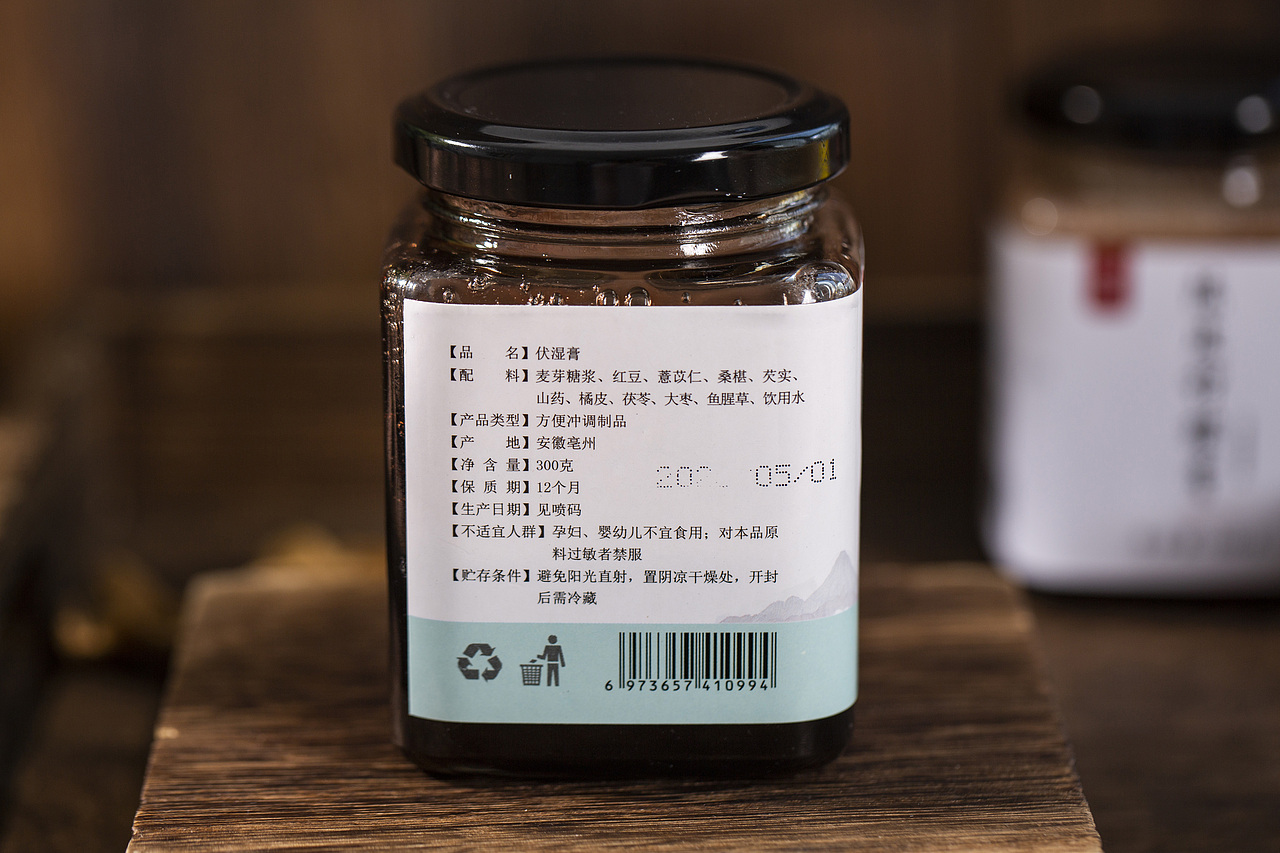 【品　　名】伏湿膏
【配　　料】麦芽糖浆、红豆、薏苡仁、桑椹、芡实、
山药、橘皮、茯苓、大枣、鱼腥草、饮用水
【产品类型】方便冲调制品
【产　　地】安徽亳州
【净 含 量】300克
【保 质 期】12个月
05/01
【生产日期】见喷码
【不适宜人群】孕妇、婴幼儿不宜食用；对本品原
料过敏者禁服
【贮存条件】避免阳光直射，置阴凉干燥处，开封
后需冷藏
6 973657 410994